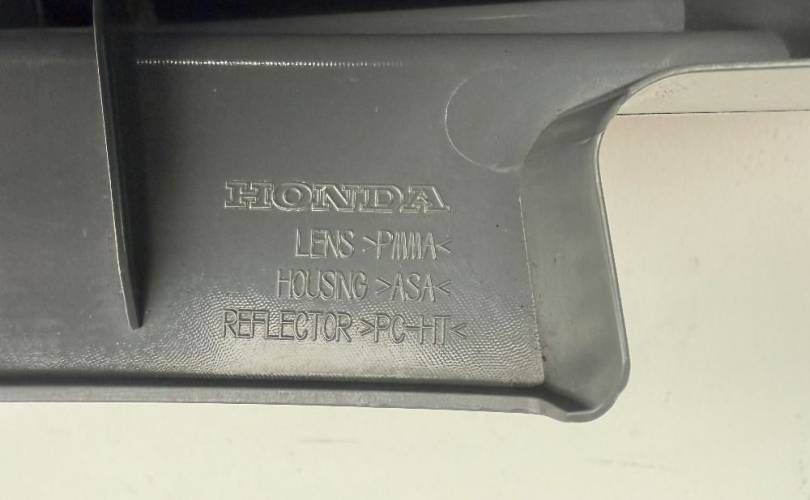 HONDA
LENS >PMMA<
HOUSNG >ASA<
REFLECTOR >PC-HT<